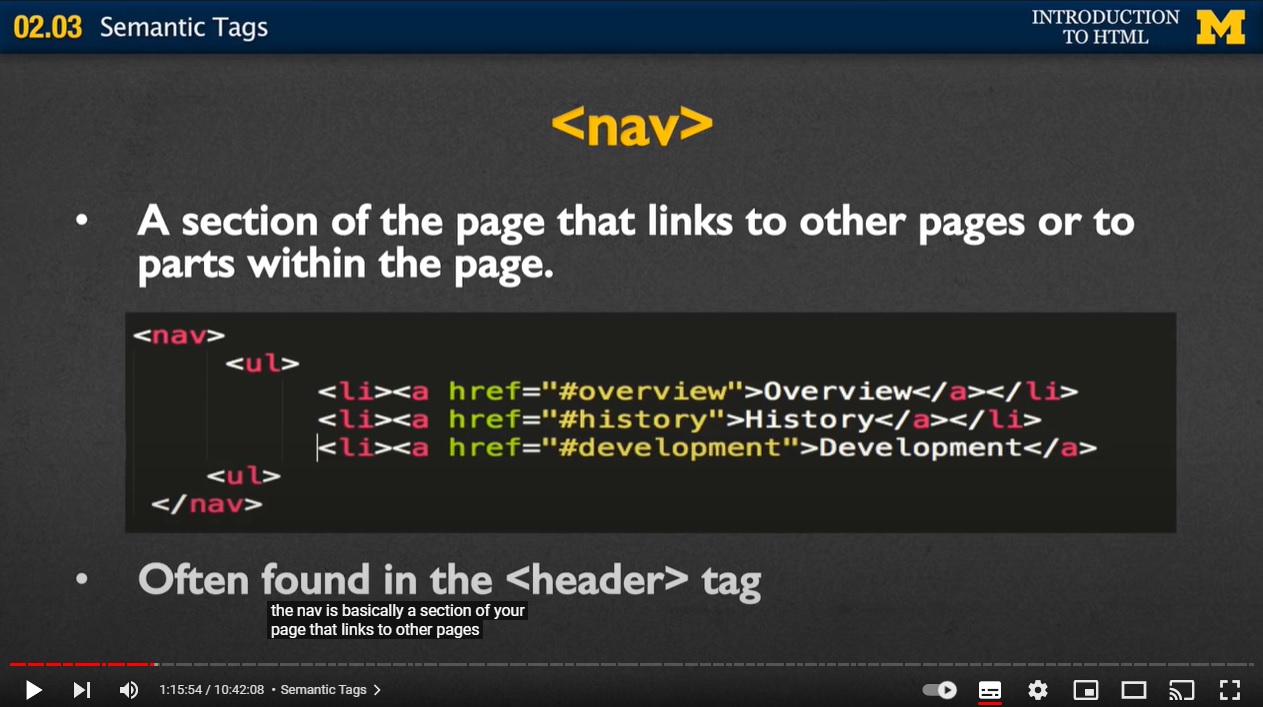 02.03 Semantic Tags
INTRODUCTION
TO HTML
M
<nav>
• A section of the page that links to other pages or to
parts within the page.
<nav>
<ul>
<li><a href="#overview">Overview</a></li>
<li><a href="#history">History</a></li>
<li><a href="#development">Development</a>
<ul>
</nav>
• Often found in the <header> tag
the nav is basically a section of your
page that links to other pages
1:15:54 / 10:42:08 • Semantic Tags